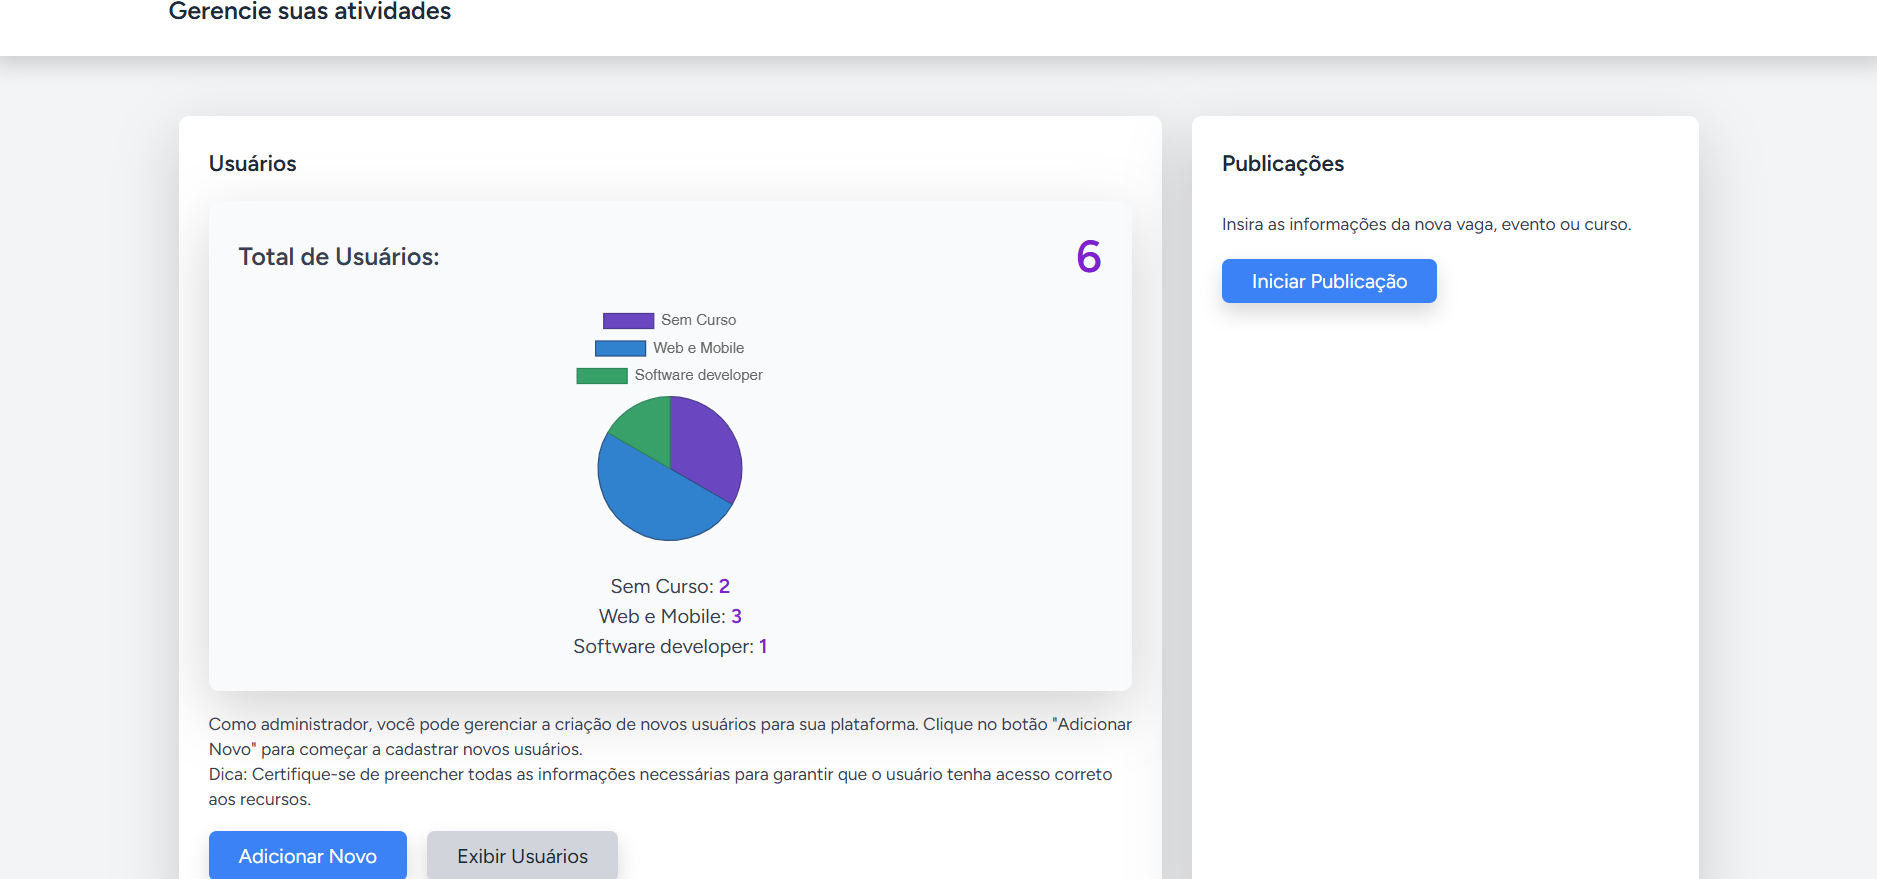 Gerencie suas atividades
Usuários
Total de Usuários:
6
Sem Curso
Web e Mobile
Software developer
Sem Curso: 2
Web e Mobile: 3
Software developer: 1
Como administrador, você pode gerenciar a criação de novos usuários para sua plataforma. Clique no botão "Adicionar
Novo" para começar a cadastrar novos usuários.
Dica: Certifique-se de preencher todas as informações necessárias para garantir que o usuário tenha acesso correto
aos recursos.
Adicionar Novo
Exibir Usuários
Publicações
Insira as informações da nova vaga, evento ou curso.
Iniciar Publicação